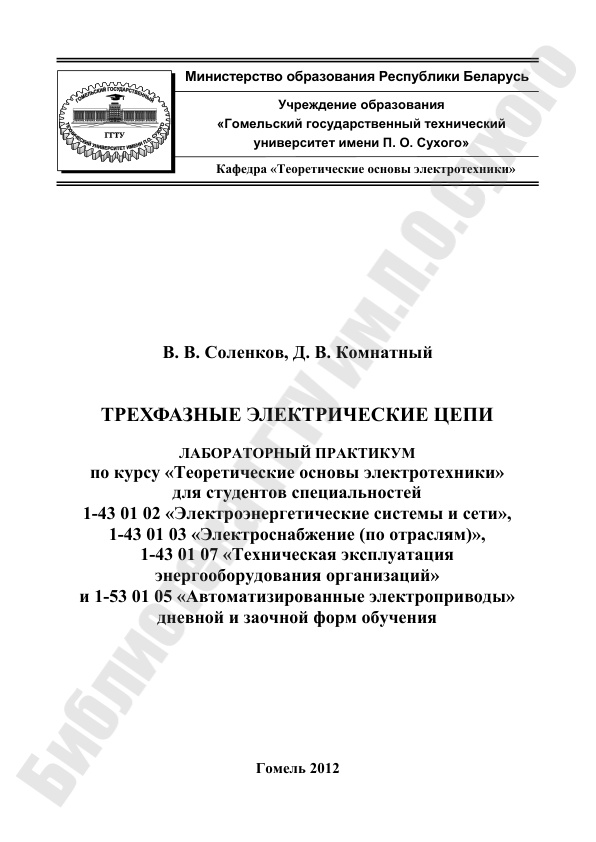 Министерство образования Республики Беларусь
Учреждение образования
«Гомельский государственный технический
университет имени П. О. Сухого»
Кафедра «Теоретические основы электротехники»
ГОМЕЛЬСКИЙ ГОСУДАРСТВЕННЫЙ
ГГТУ
ТЕХНИЧЕСКИЙ УНИВЕРСИТЕТ ИМЕНИ П.О. СУХОГО
В. В. Соленков, Д. В. Комнатный
ТРЕХФАЗНЫЕ ЭЛЕКТРИЧЕСКИЕ ЦЕПИ
ЛАБОРАТОРНЫЙ ПРАКТИКУМ
по курсу «Теоретические основы электротехники»
для студентов специальностей
1-43 01 02 «Электроэнергетические системы и сети»,
1-43 01 03 «Электроснабжение (по отраслям)»,
1-43 01 07 «Техническая эксплуатация
энергооборудования организаций»
и 1-53 01 05 «Автоматизированные электроприводы»
дневной и заочной форм обучения
Гомель 2012
Библиотека ГГТУ им.П.О.Сухого